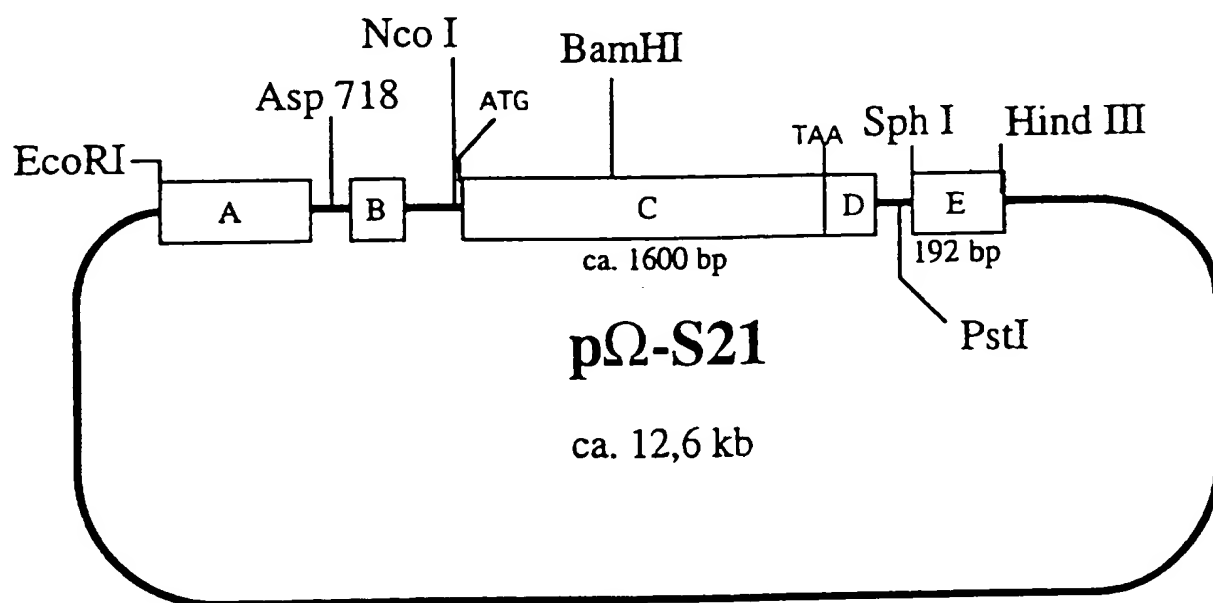 Nco I
BamHI
Asp 718
ATG
TAA
Sph I
Hind III
EcoRI
A
B
C
D
E
ca. 1600 bp
192 bp
PstI
pΩ-S21
ca. 12,6 kb